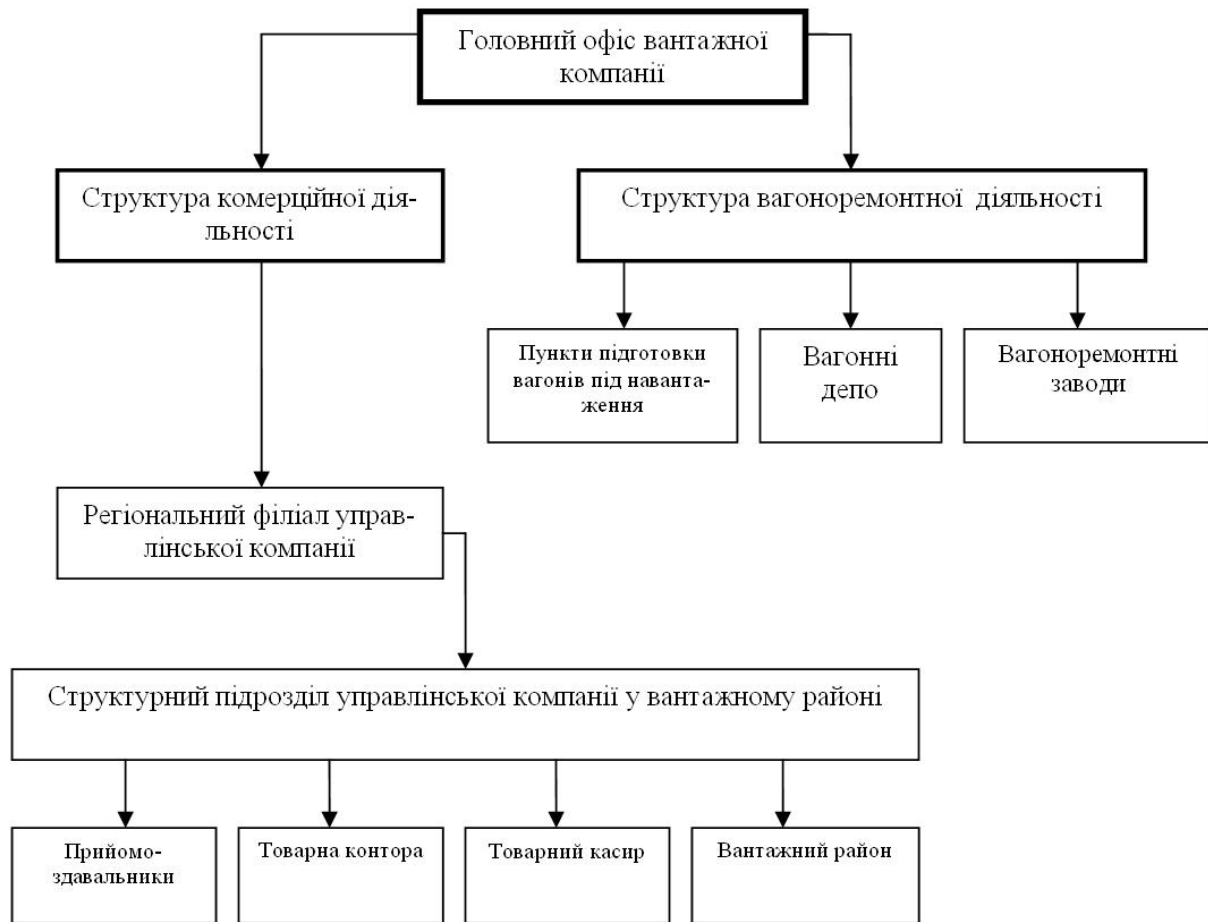 Головний офіс вантажної
компанії
Структура комерційної дія-
льності
Структура вагоноремонтної діяльності
Пункти підготовки
вагонів під наванта-
ження
Вагонні
депо
Вагоноремонтні
заводи
Регіональний філіал управ-
лінської компанії
Структурний підрозділ управлінської компанії у вантажному районі
Прийомо-
здавальники
Товарна контора
Товарний касир
Вантажний район